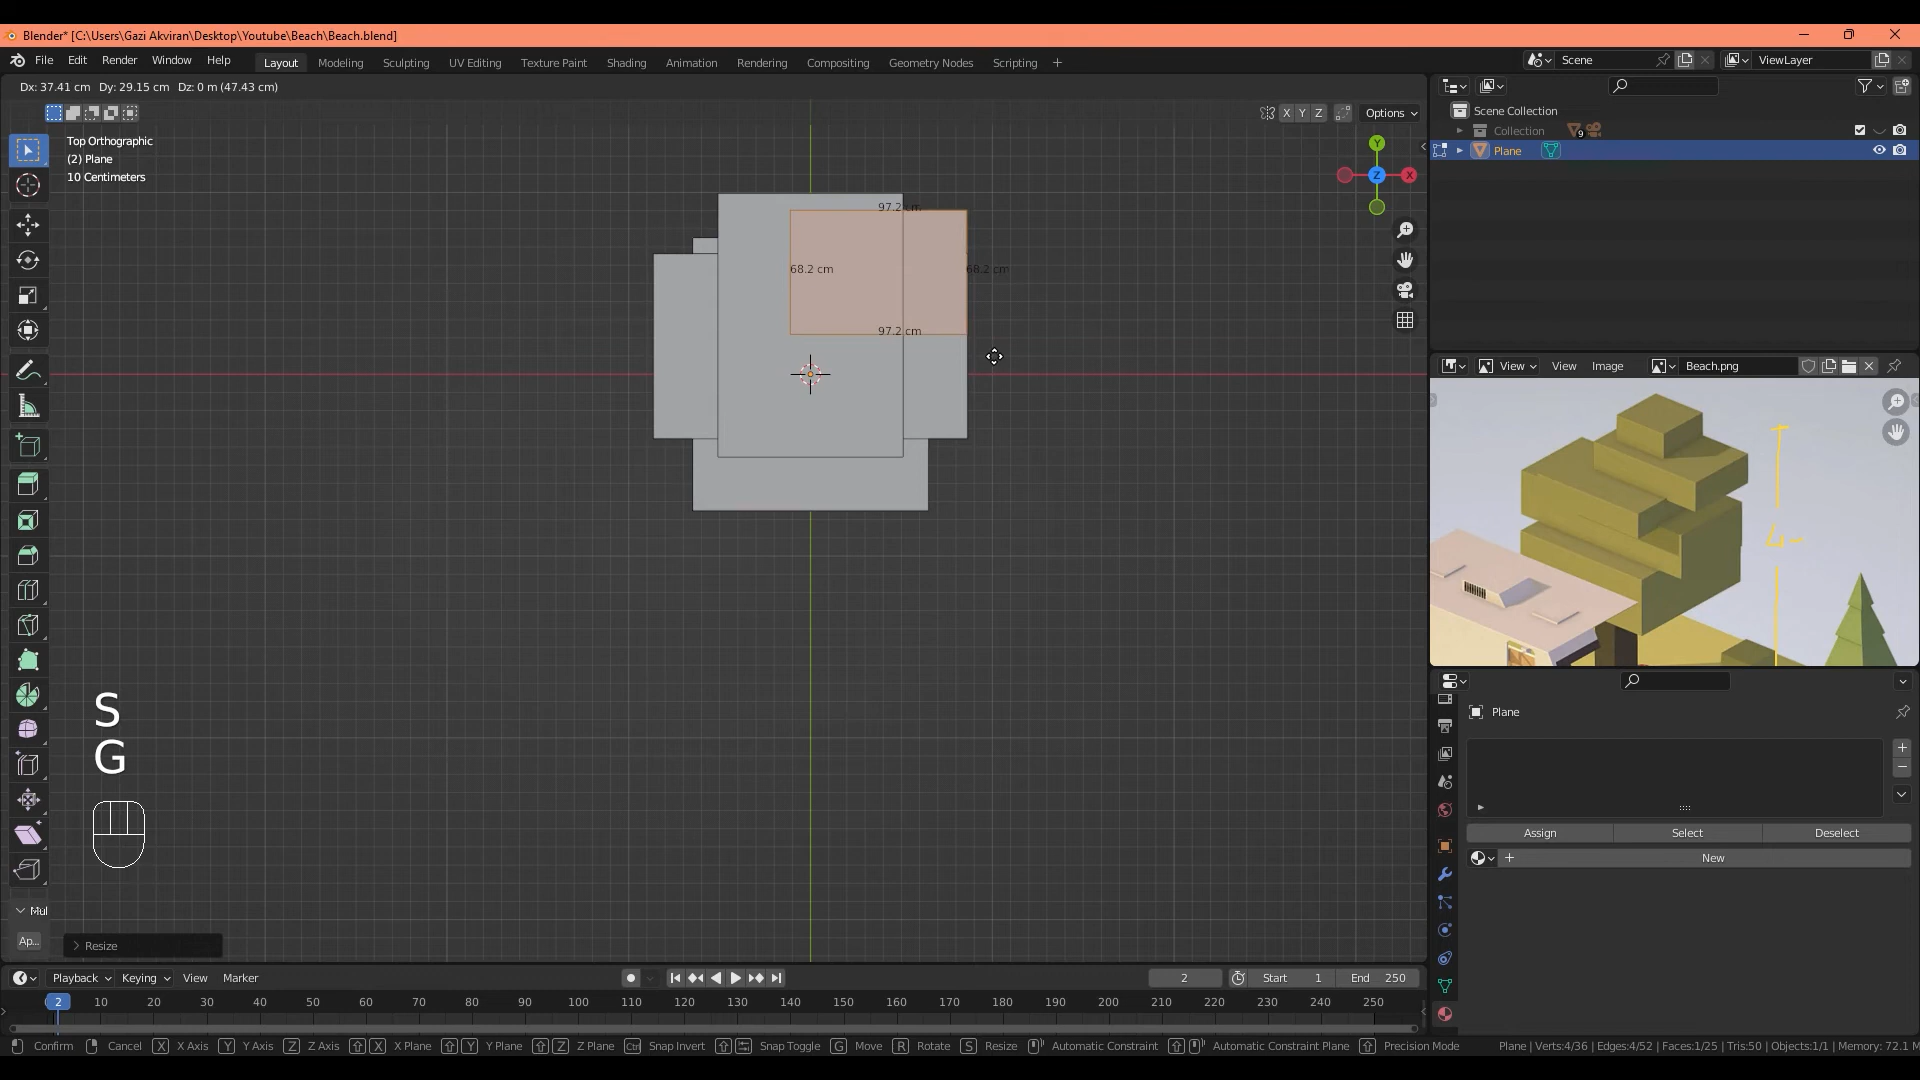 Blender* [C:\Users\Gazi Akviran\Desktop\Youtube\Beach\Beach.blend]
File Edit Render Window Help Layout Modeling Sculpting UV Editing Texture Paint Shading Animation Rendering Compositing Geometry Nodes Scripting + Scene ViewLayer
Dx: 37.41 cm Dy: 29.15 cm Dz: 0 m (47.43 cm)
X Y Z Options
Scene Collection
Collection 9
Plane
Top Orthographic
(2) Plane
10 Centimeters
Y
Z X
97.2 cm
68.2 cm 68.2 cm
97.2 cm
View View Image Beach.png
4-
S
G
Plane
Assign Select Deselect
New
Mul
Ap...
Resize
Playback Keying View Marker 2 Start 1 End 250
2 10 20 30 40 50 60 70 80 90 100 110 120 130 140 150 160 170 180 190 200 210 220 230 240 250
Confirm Cancel X X Axis Y Y Axis Z Z Axis X X Plane Y Y Plane Z Z Plane Ctrl Snap Invert Snap Toggle G Move R Rotate S Resize Automatic Constraint Automatic Constraint Plane Precision Mode Plane | Verts:4/36 | Edges:4/52 | Faces:1/25 | Tris:50 | Objects:1/1 | Memory: 72.1 M